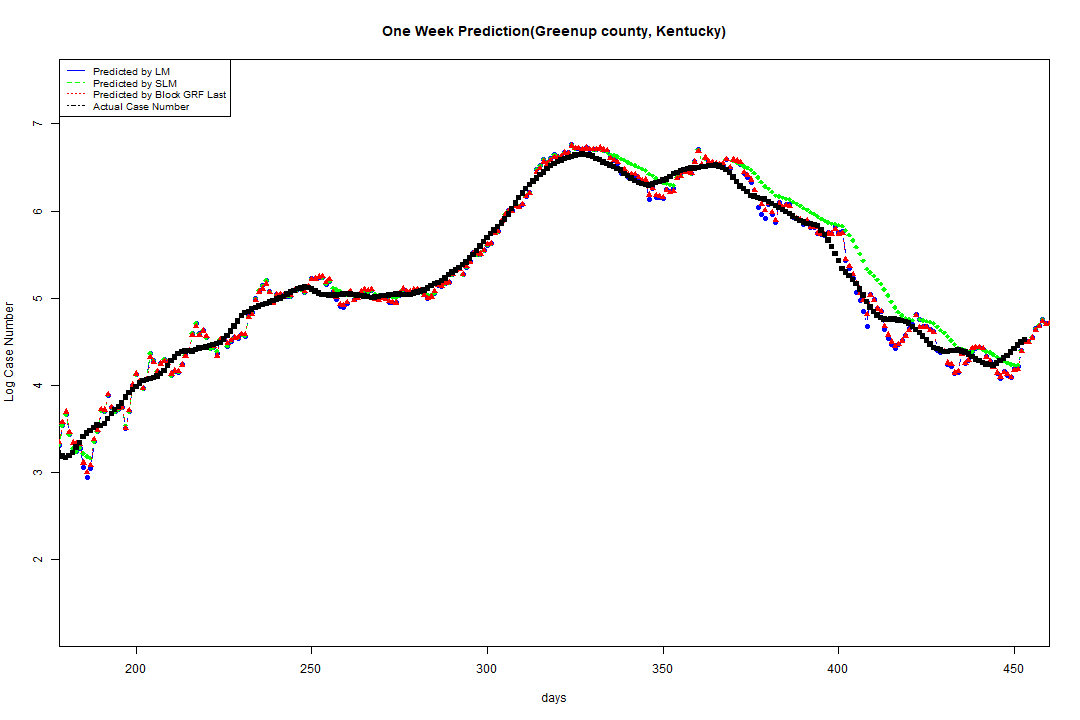 One Week Prediction(Greenup county, Kentucky)
Predicted by LM
Predicted by SLM
Predicted by Block GRF Last
Actual Case Number
7
6
5
4
3
2
Log Case Number
200 250 300 350 400 450
days